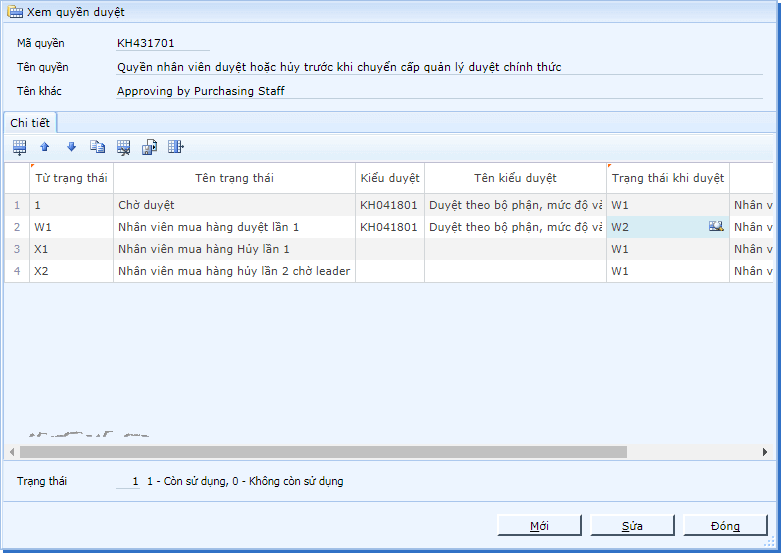 Xem quyền duyệt
Mã quyền KH431701
Tên quyền Quyền nhân viên duyệt hoặc hủy trước khi chuyển cấp quản lý duyệt chính thức
Tên khác Approving by Purchasing Staff
Chi tiết
Từ trạng thái Tên trạng thái Kiểu duyệt Tên kiểu duyệt Trạng thái khi duyệt
1 1 Chờ duyệt KH041801 Duyệt theo bộ phận, mức độ và W1 Nhân v
2 W1 Nhân viên mua hàng duyệt lần 1 KH041801 Duyệt theo bộ phận, mức độ và W2 Nhân v
3 X1 Nhân viên mua hàng Hủy lần 1 W1 Nhân v
4 X2 Nhân viên mua hàng hủy lần 2 chờ leader W1 Nhân v
Trạng thái 1 1 - Còn sử dụng, 0 - Không còn sử dụng
Mới Sửa Đóng